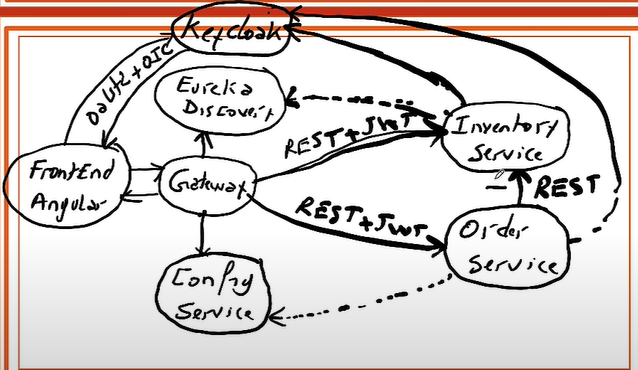 Keycloak
Oauth2 + OIC
Eureka
Discovery
FrontEnd
Angular
Gateway
REST+JWT
Inventory
Service
REST
REST+JWT
Order
Service
Config
Service